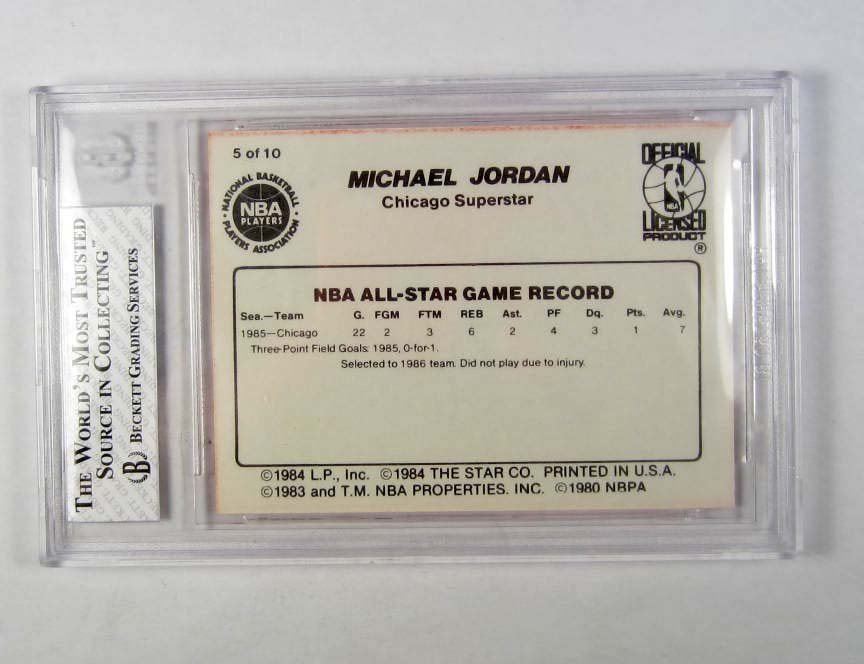 5 of 10
MICHAEL JORDAN
Chicago Superstar
NATIONAL BASKETBALL
NBA
PLAYERS
PLAYERS ASSOCIATION
OFFICIAL
NBA
LICENSED
PRODUCT
®
NBA ALL-STAR GAME RECORD
Sea.—Team G. FGM FTM REB Ast. PF Dq. Pts. Avg.
1985—Chicago 22 2 3 6 2 4 3 1 7
Three-Point Field Goals: 1985, 0-for-1.
Selected to 1986 team. Did not play due to injury.
©1984 L.P., Inc. ©1984 THE STAR CO. PRINTED IN U.S.A.
©1983 and T.M. NBA PROPERTIES. INC. ©1980 NBPA
THE WORLD'S MOST TRUSTED
SOURCE IN COLLECTING™
B BECKETT GRADING SERVICES